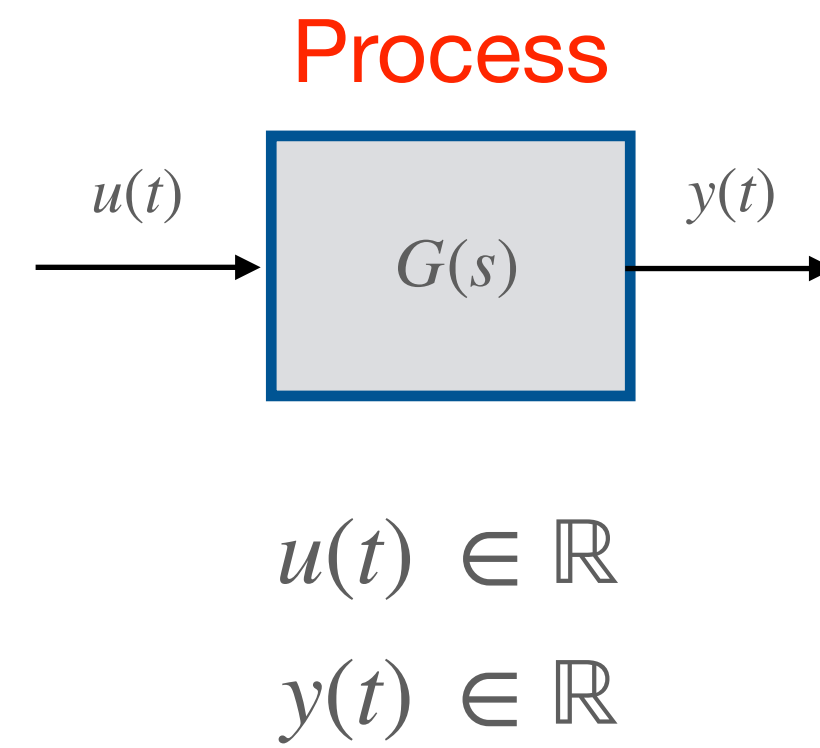 Process
u(t)
y(t)
G(s)
u(t) ∈ ℝ
y(t) ∈ ℝ